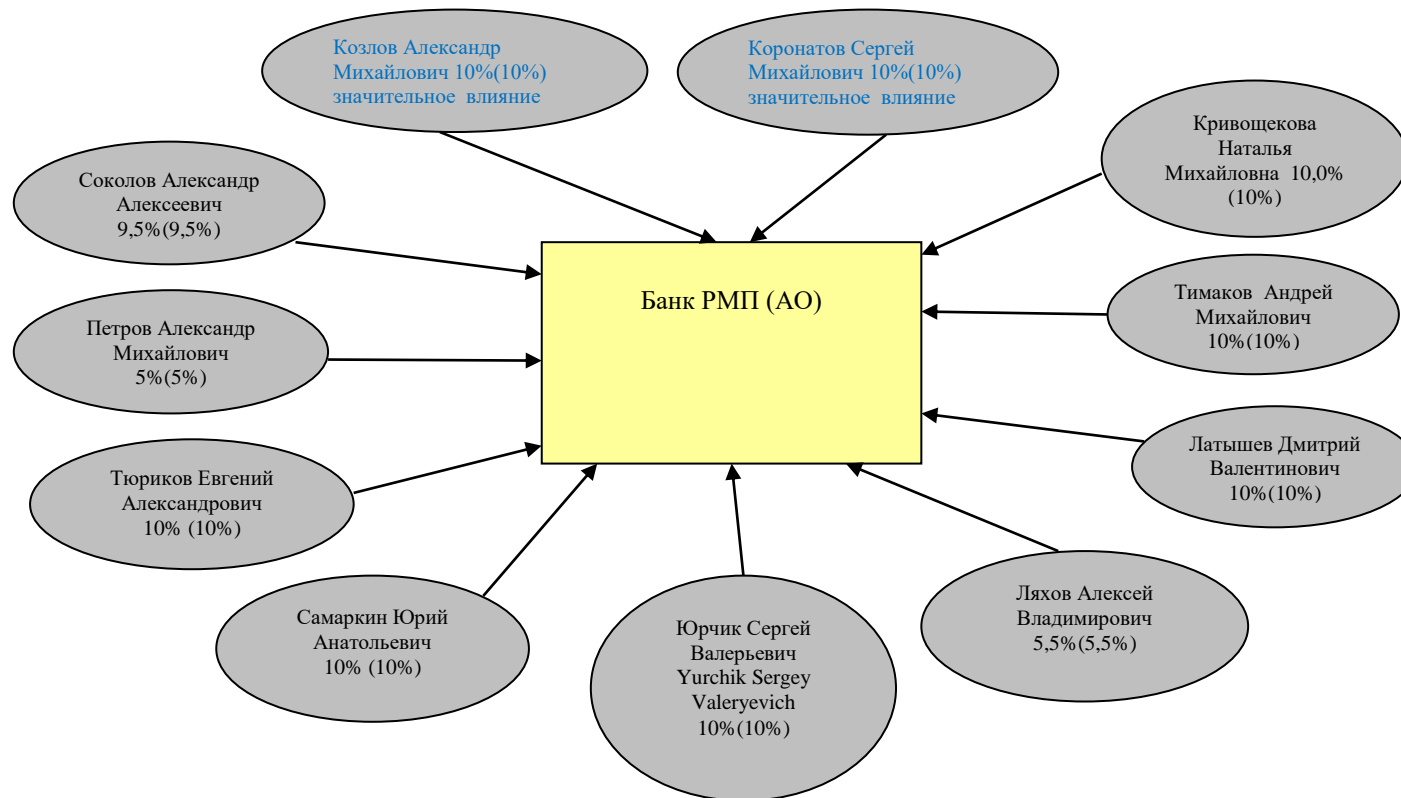 Козлов Александр
Михайлович 10%(10%)
значительное влияние
Коронатов Сергей
Михайлович 10%(10%)
значительное влияние
Кривощекова
Наталья
Михайловна 10,0%
(10%)
Соколов Александр
Алексеевич
9,5%(9,5%)
Банк РМП (АО)
Тимаков Андрей
Михайлович
10%(10%)
Петров Александр
Михайлович
5%(5%)
Латышев Дмитрий
Валентинович
10%(10%)
Тюриков Евгений
Александрович
10% (10%)
Самаркин Юрий
Анатольевич
10% (10%)
Юрчик Сергей
Валерьевич
Yurchik Sergey
Valeryevich
10%(10%)
Ляхов Алексей
Владимирович
5,5%(5,5%)